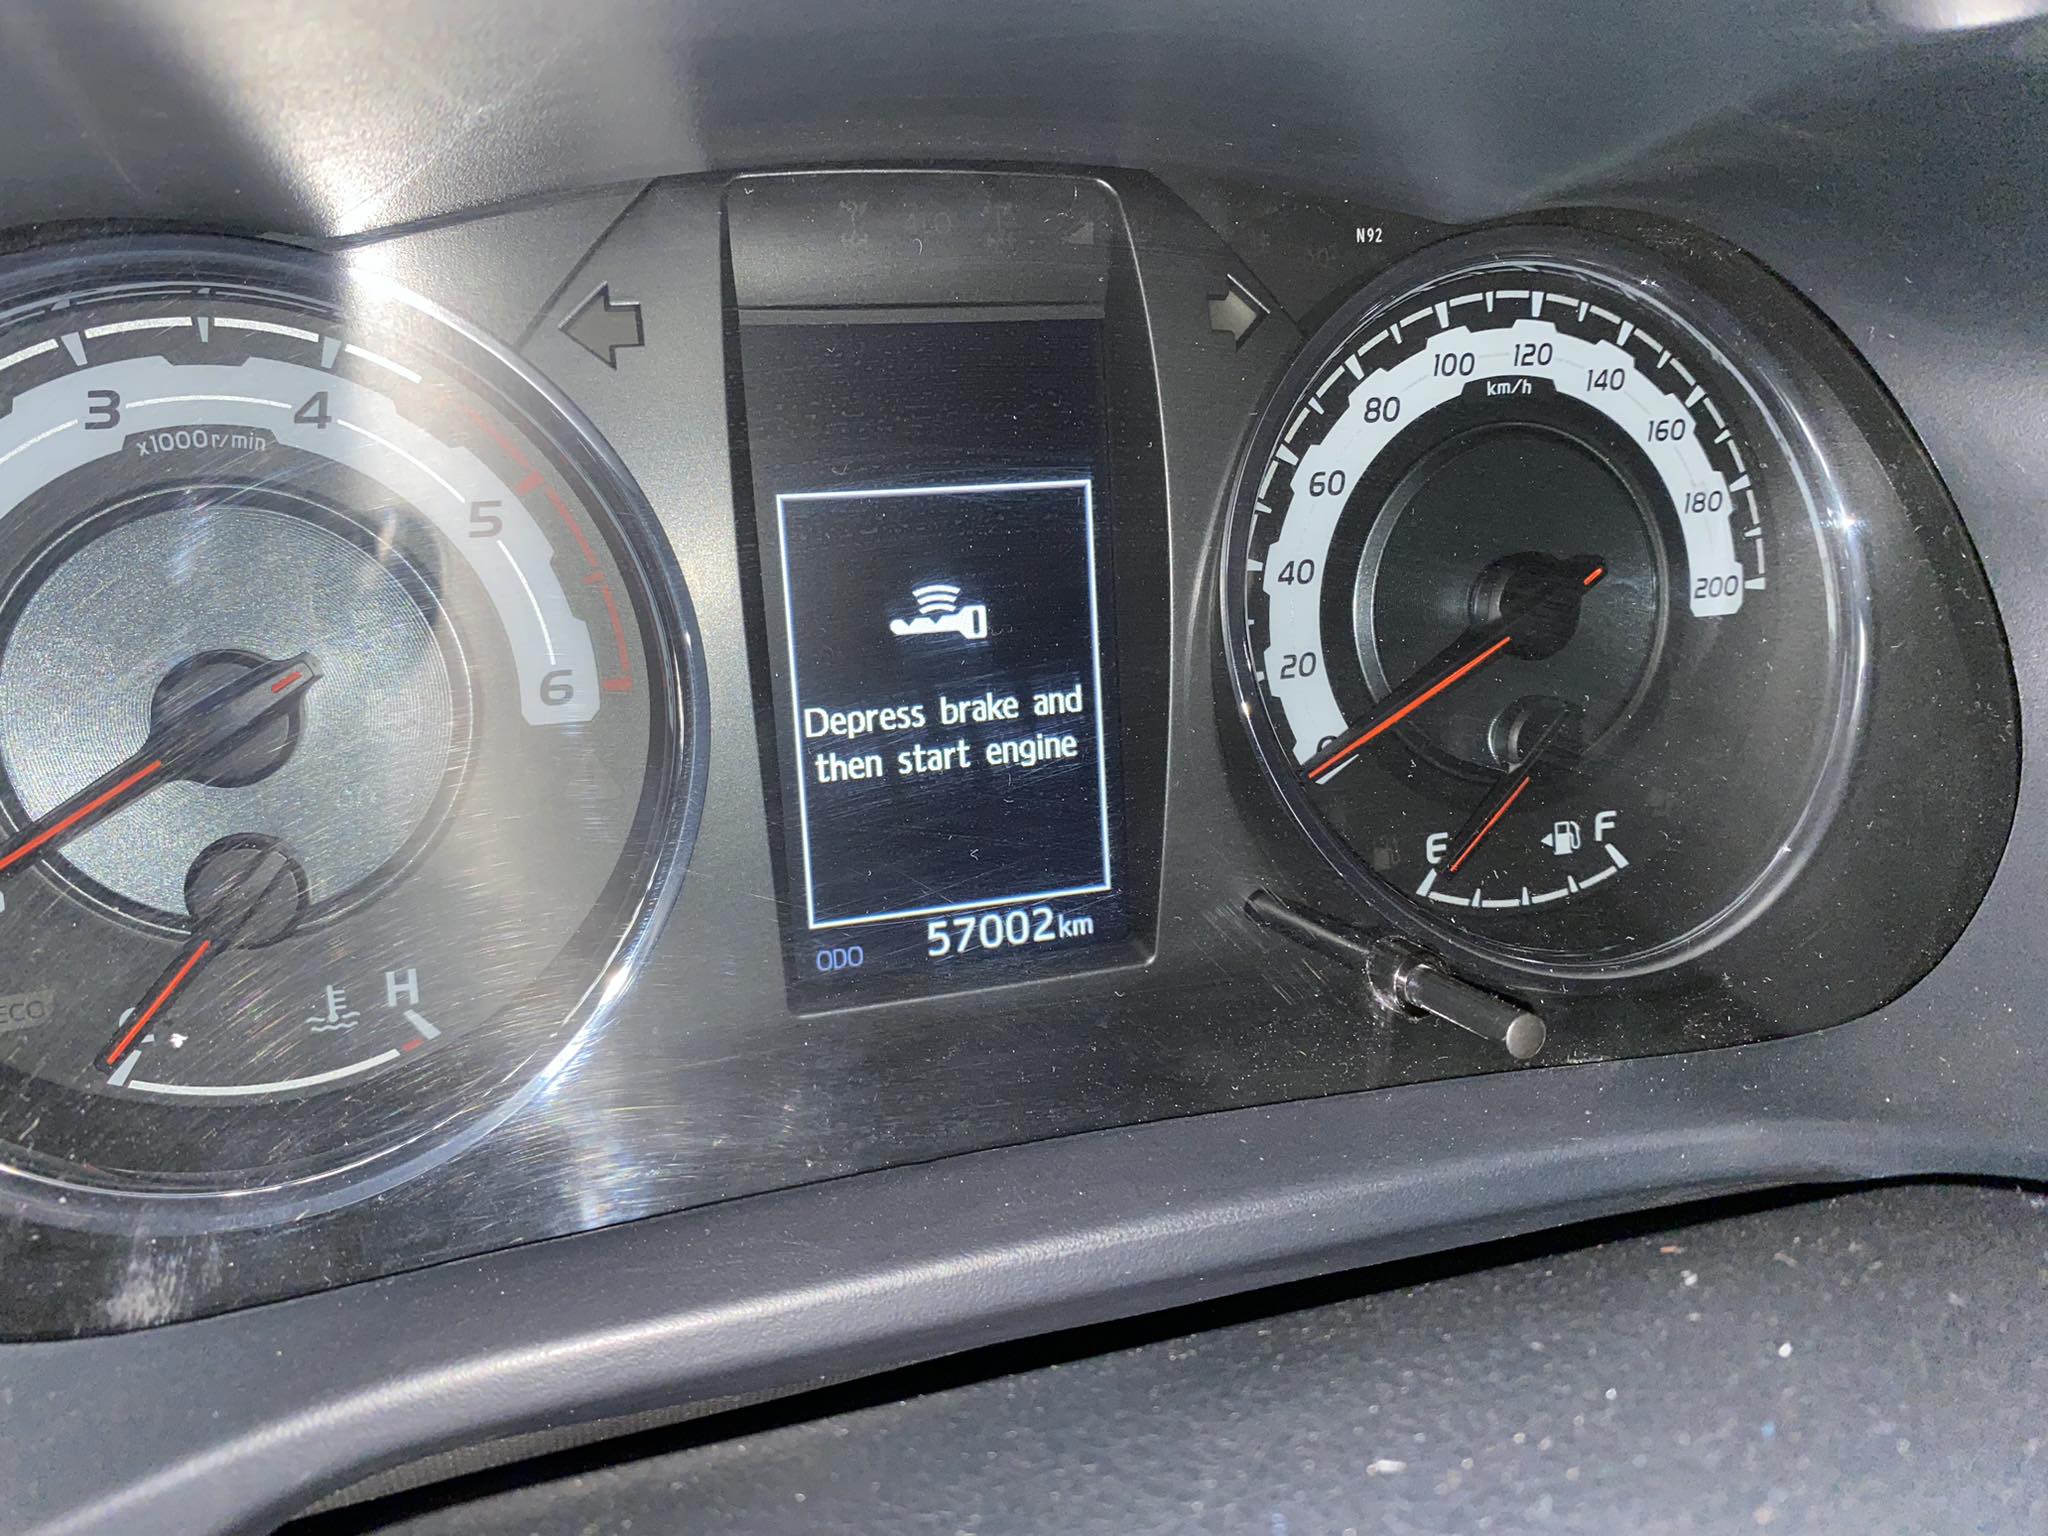 N92
3
4
5
6
x1000r/min
ECO
H
Depress brake and
then start engine
ODO 57002km
20
40
60
80
100
120
140
160
180
200
km/h
E
F